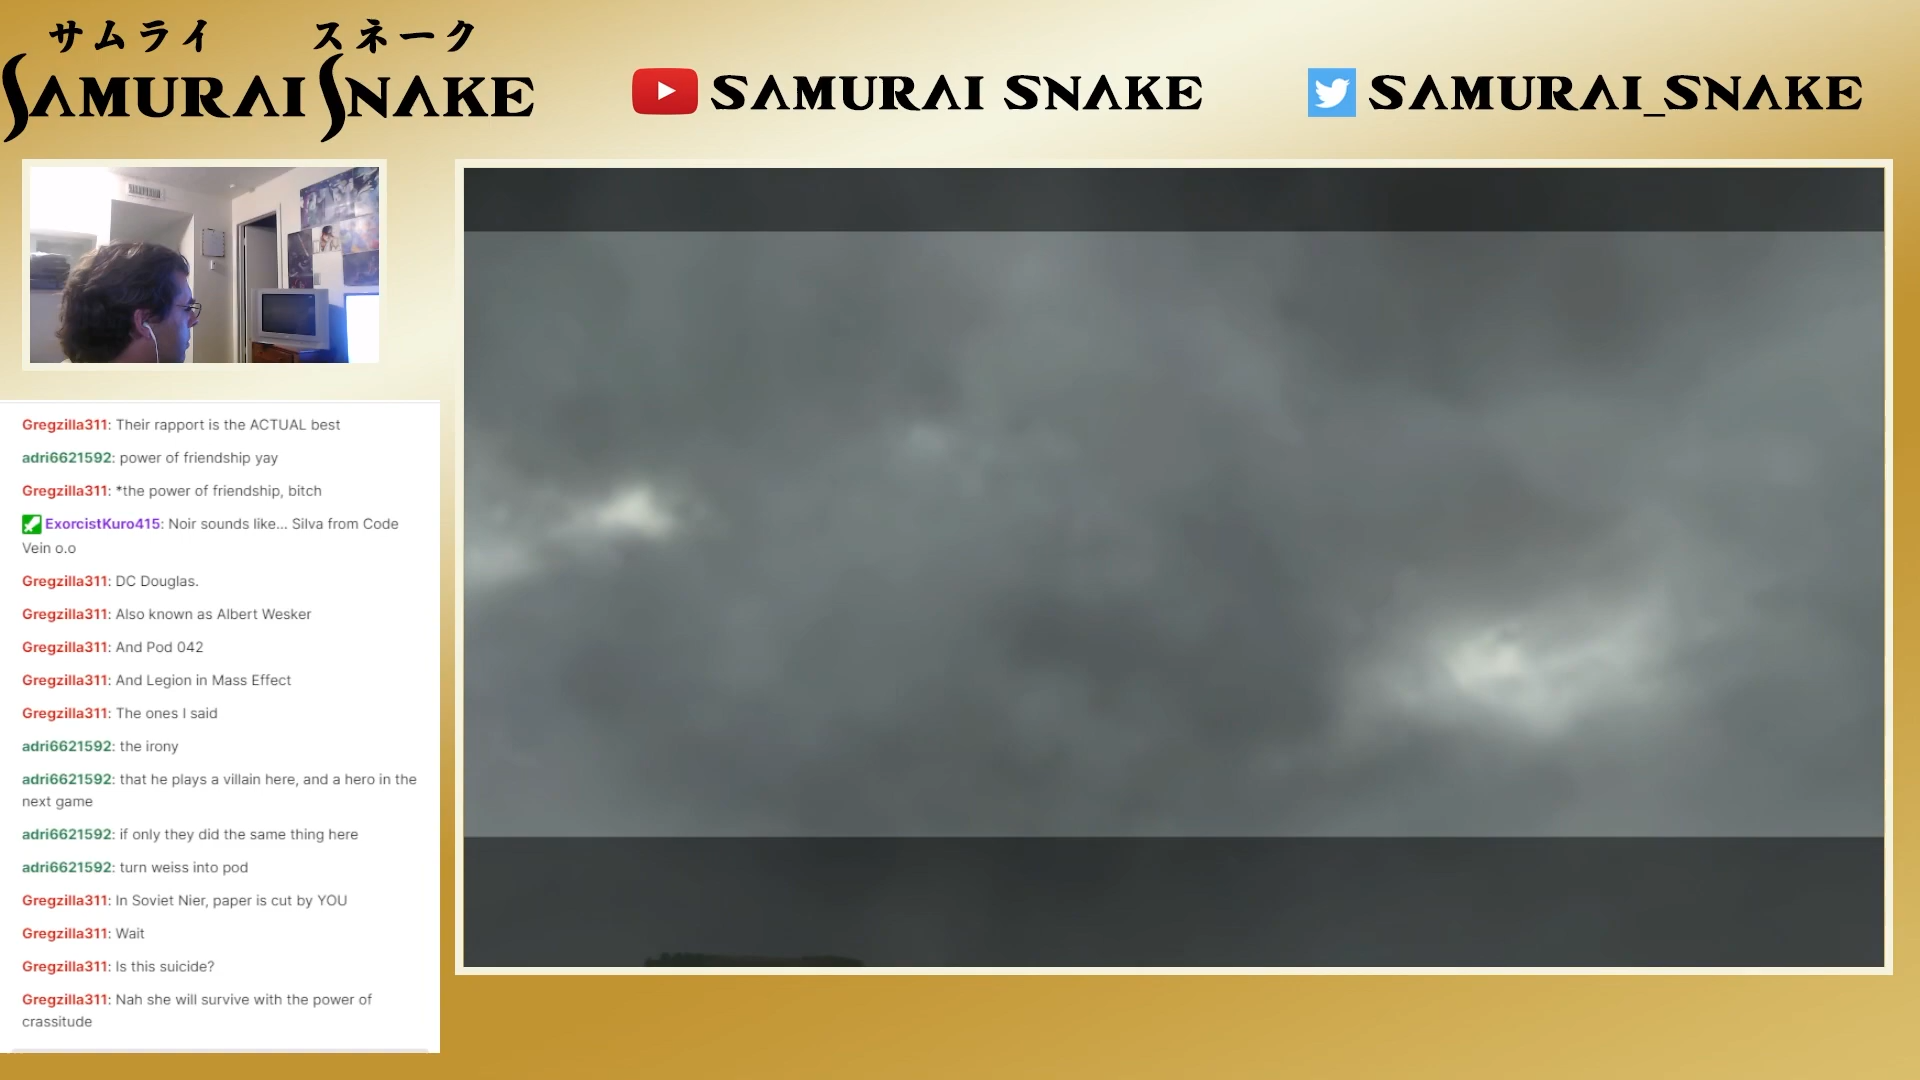 サムライ スネーク
SAMURAI SNAKE
SAMURAI SNAKE
SAMURAI_SNAKE
Gregzilla311: Their rapport is the ACTUAL best
adri6621592: power of friendship yay
Gregzilla311: *the power of friendship, bitch
ExorcistKuro415: Noir sounds like... Silva from Code
Vein o.o
Gregzilla311: DC Douglas.
Gregzilla311: Also known as Albert Wesker
Gregzilla311: And Pod 042
Gregzilla311: And Legion in Mass Effect
Gregzilla311: The ones I said
adri6621592: the irony
adri6621592: that he plays a villain here, and a hero in the
next game
adri6621592: if only they did the same thing here
adri6621592: turn weiss into pod
Gregzilla311: In Soviet Nier, paper is cut by YOU
Gregzilla311: Wait
Gregzilla311: Is this suicide?
Gregzilla311: Nah she will survive with the power of
crassitude